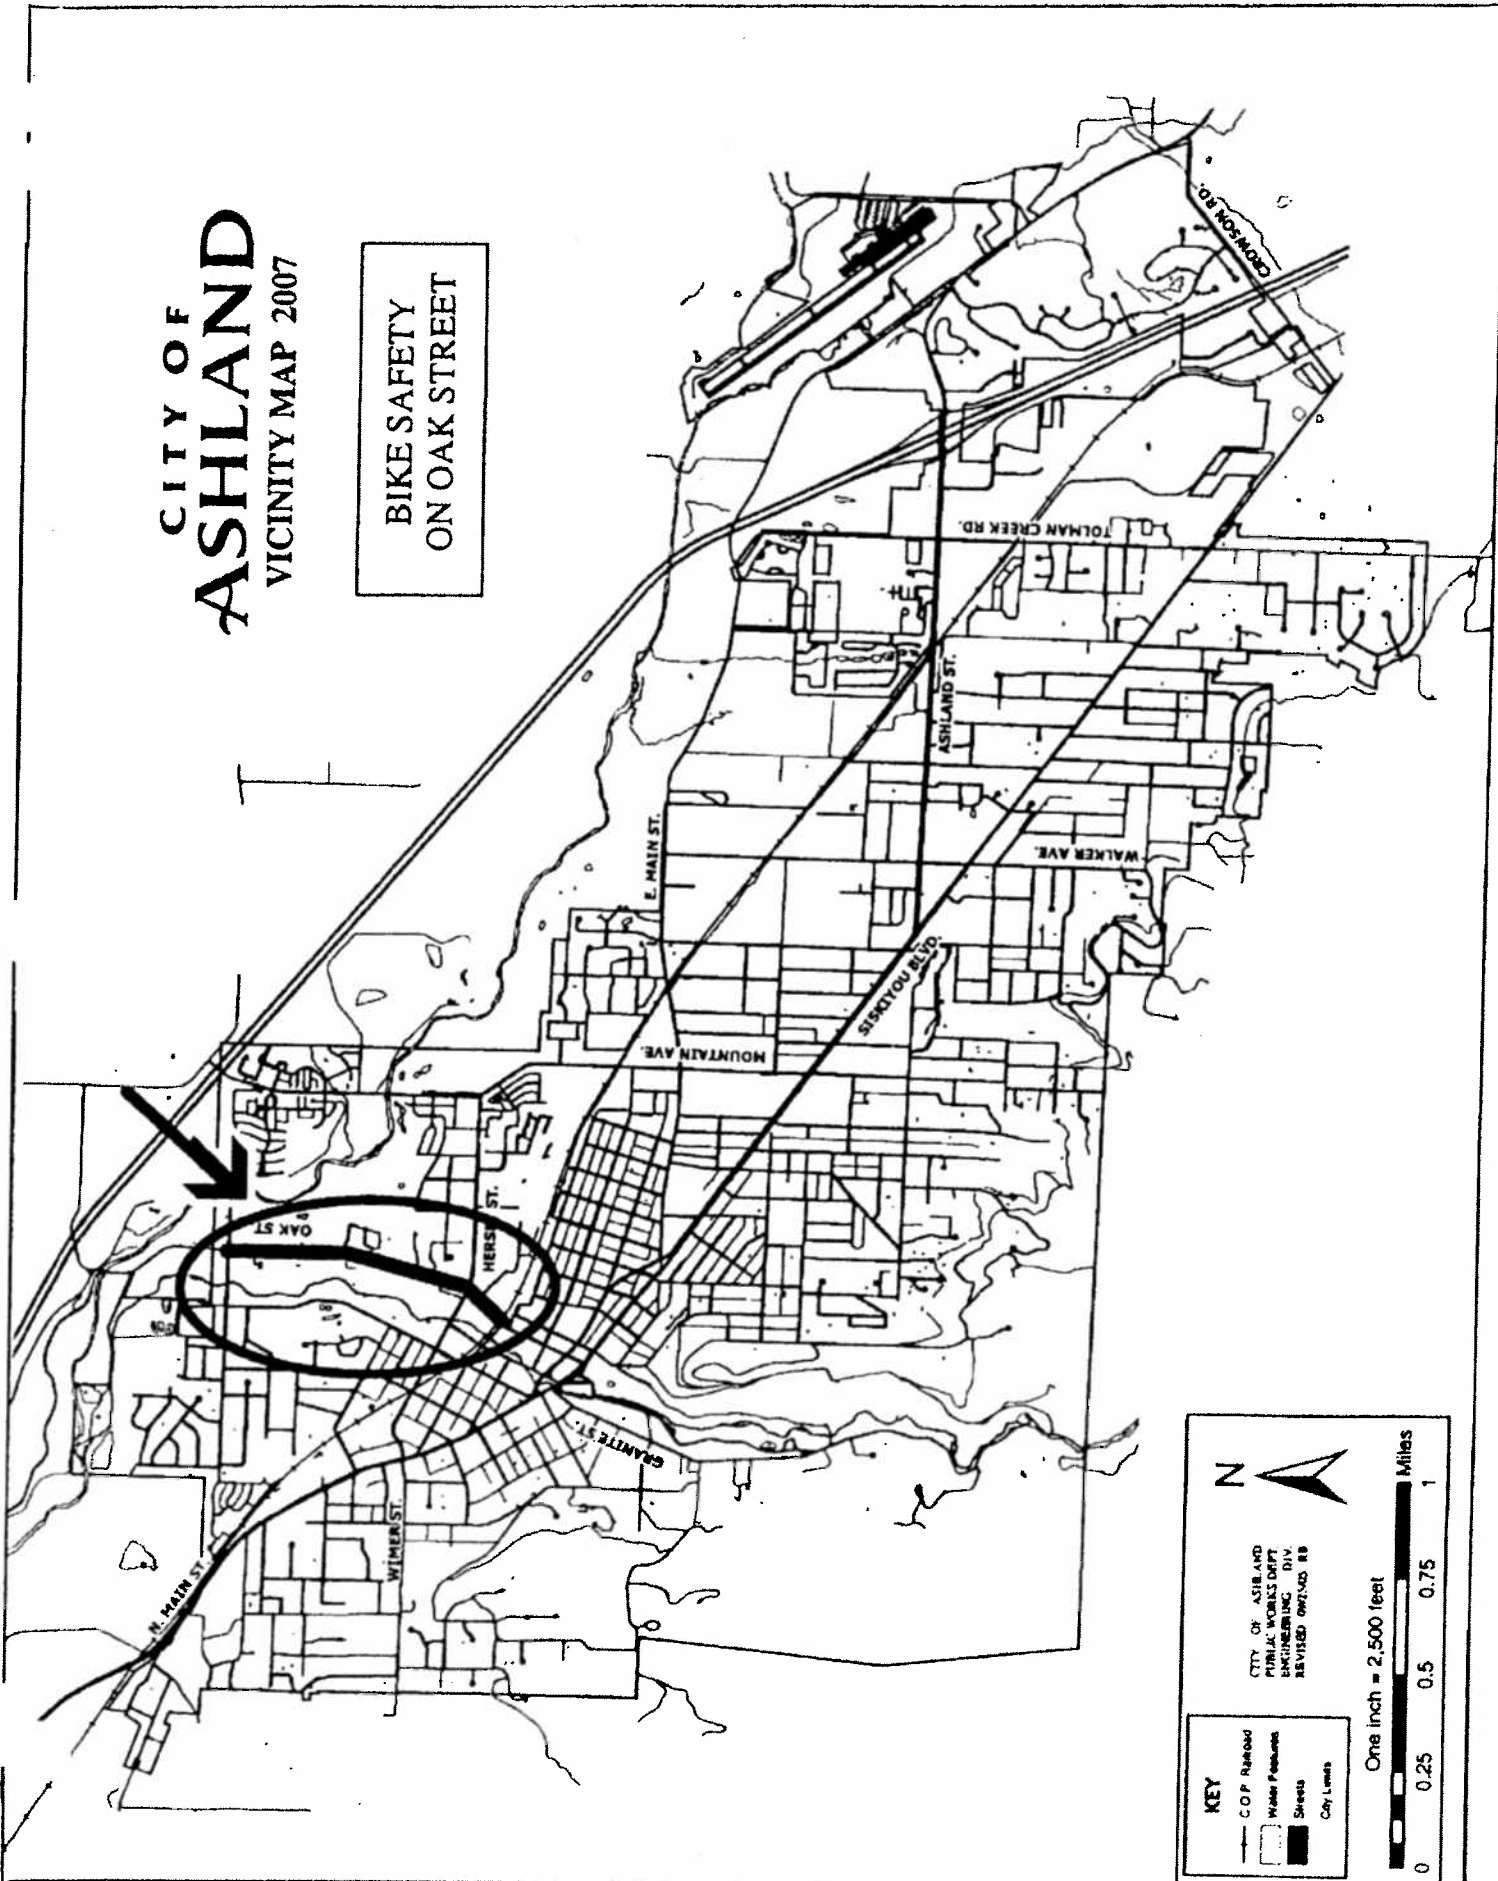 CITY OF
ASHLAND
VICINITY MAP 2007
BIKE SAFETY
ON OAK STREET
CROWSON RD.
TOLMAN CREEK RD.
ASHLAND ST.
E. MAIN ST.
WALKER AVE.
SISKIYOU BLVD.
MOUNTAIN AVE.
OAK ST
HERSEY ST.
GRANITE ST.
WIMER ST.
N. MAIN ST.
KEY
C O P Railroad
Water Features
Streets
City Limits
CITY OF ASHLAND
PUBLIC WORKS DEPT
ENGINEERING DIV.
REVISED
N
One inch = 2,500 feet
0 0.25 0.5 0.75 1 Miles